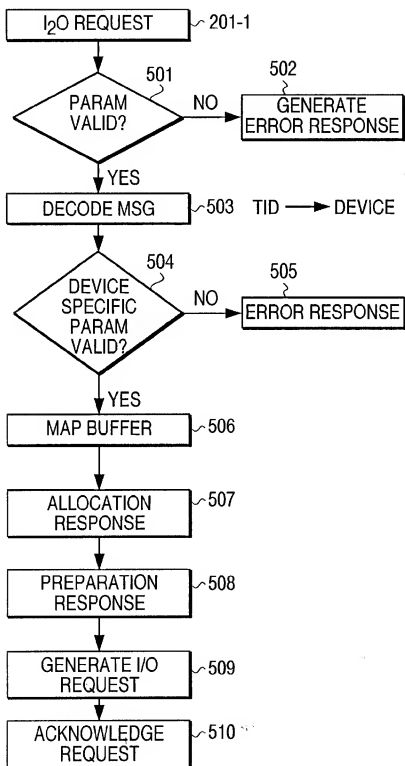 I₂O REQUEST
201-1
501
PARAM
VALID?
NO
502
GENERATE
ERROR RESPONSE
YES
DECODE MSG
503
TID → DEVICE
504
DEVICE
SPECIFIC
PARAM
VALID?
NO
505
ERROR RESPONSE
YES
MAP BUFFER
506
ALLOCATION
RESPONSE
507
PREPARATION
RESPONSE
508
GENERATE I/O
REQUEST
509
ACKNOWLEDGE
REQUEST
510